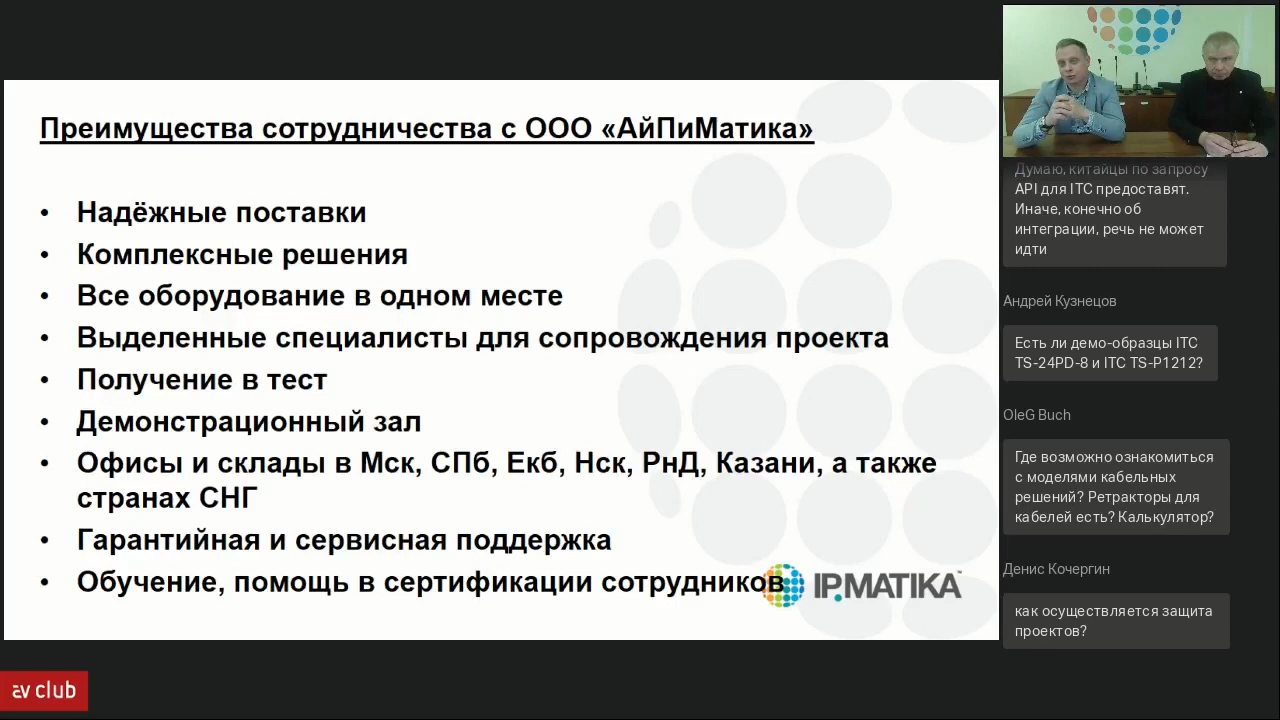 Преимущества сотрудничества с ООО «АйПиМатика»
• Надёжные поставки
• Комплексные решения
• Все оборудование в одном месте
• Выделенные специалисты для сопровождения проекта
• Получение в тест
• Демонстрационный зал
• Офисы и склады в Мск, СПб, Екб, Нск, РнД, Казани, а также
странах СНГ
• Гарантийная и сервисная поддержка
• Обучение, помощь в сертификации сотрудников
IP.MATIKA™
av club
Думаю, китайцы по запросу
API для ITC предоставят.
Иначе, конечно об
интеграции, речь не может
идти
Андрей Кузнецов
Есть ли демо-образцы ITC
TS-24PD-8 и ITC TS-P1212?
OleG Buch
Где возможно ознакомиться
с моделями кабельных
решений? Ретракторы для
кабелей есть? Калькулятор?
Денис Кочергин
как осуществляется защита
проектов?